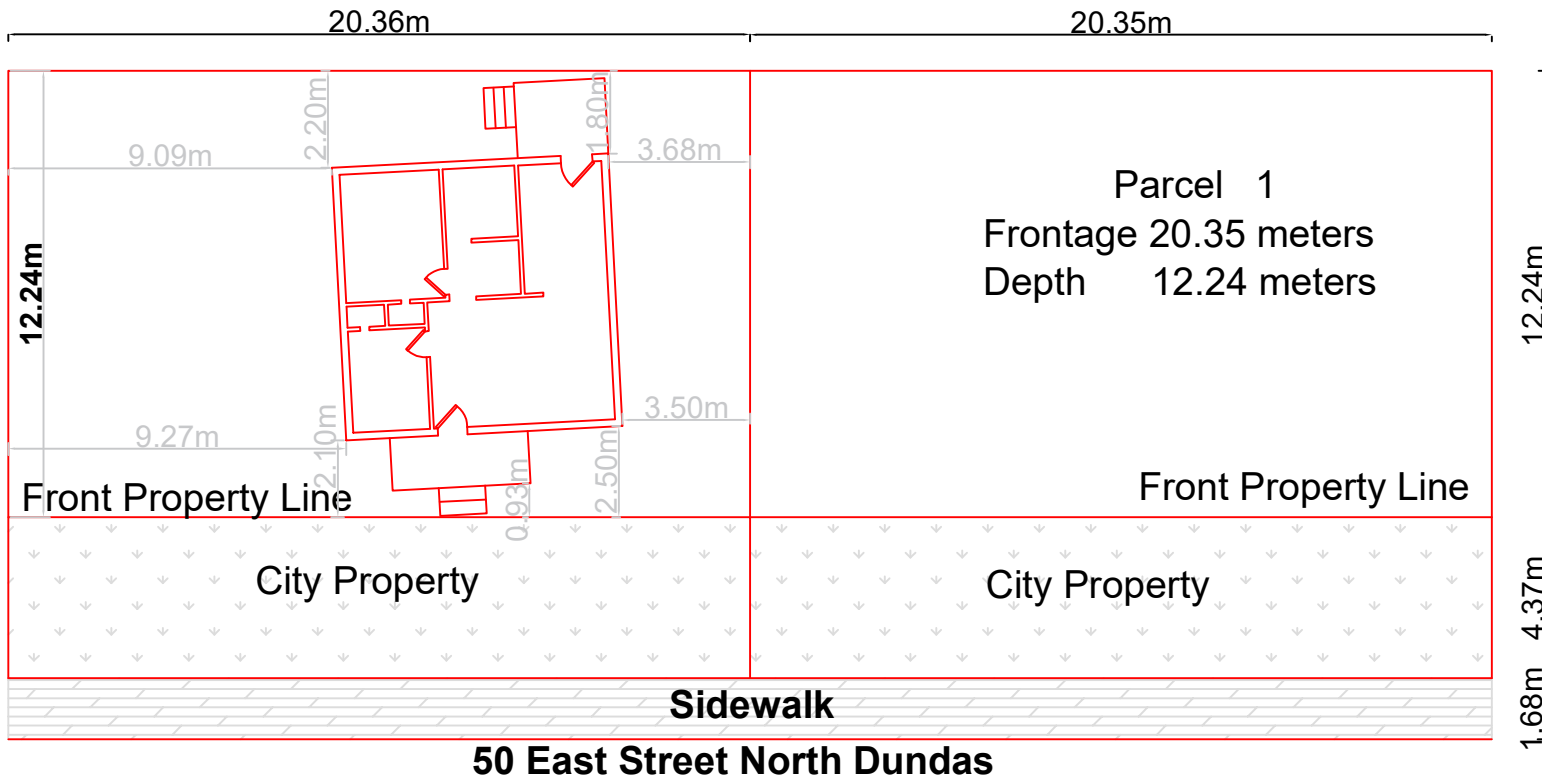 20.36m
20.35m
2.20m
1.80m
9.09m
3.68m
Parcel 1
Frontage 20.35 meters
Depth 12.24 meters
12.24m
12.24m
9.27m
2.10m
3.50m
2.50m
0.93m
Front Property Line
Front Property Line
City Property
City Property
4.37m
Sidewalk
1.68m
50 East Street North Dundas